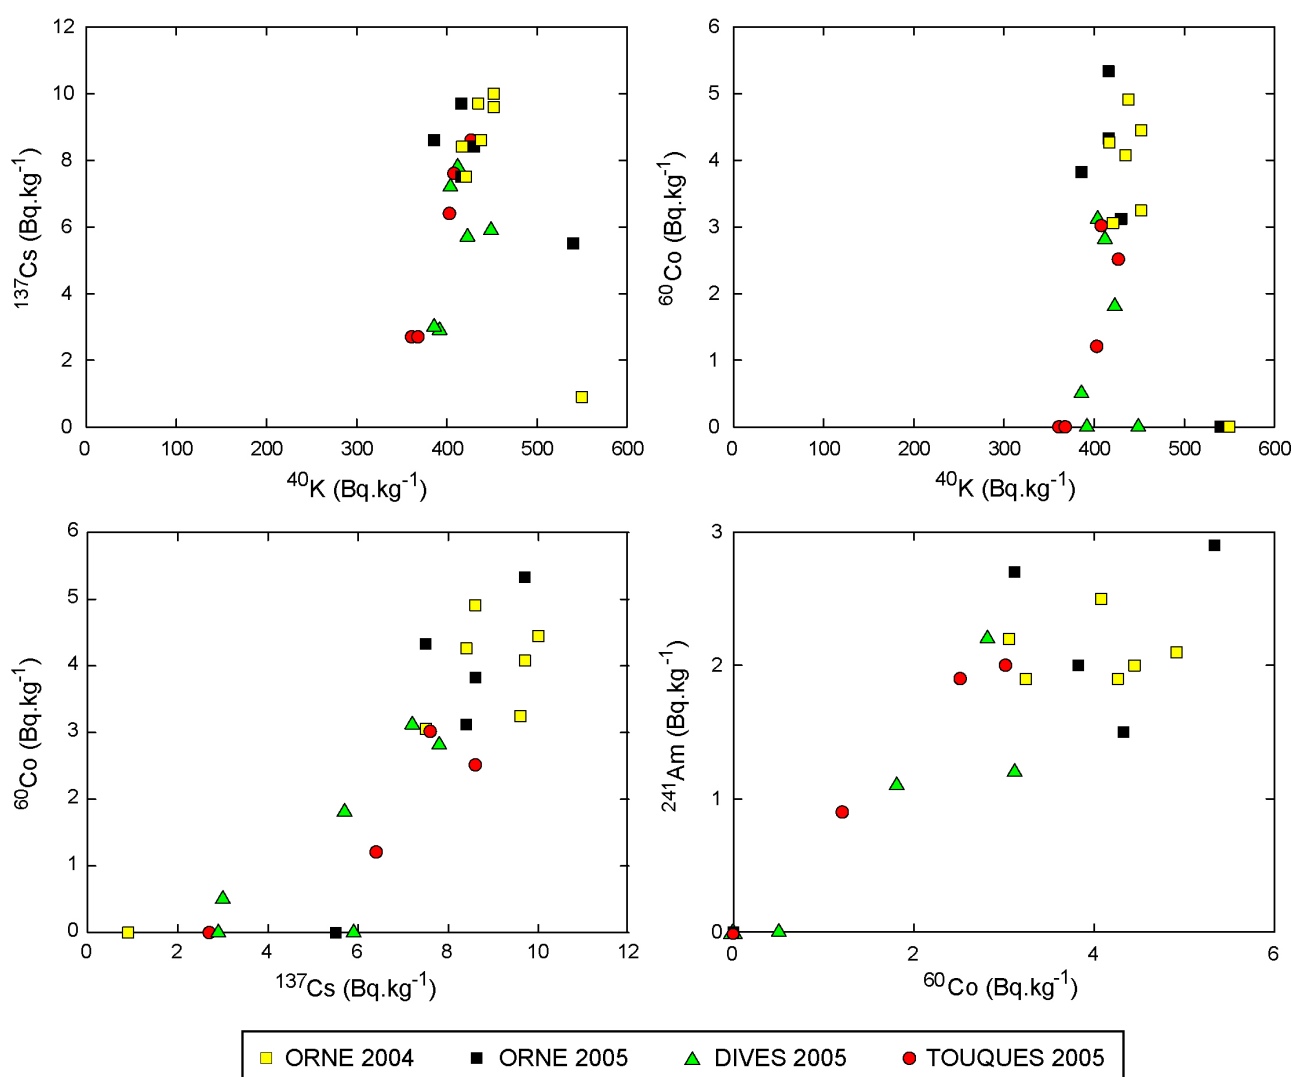 12
10
8
6
4
2
0
¹³⁷Cs (Bq.kg⁻¹)
0 100 200 300 400 500 600
⁴⁰K (Bq.kg⁻¹)
6
5
4
3
2
1
0
⁶⁰Co (Bq.kg⁻¹)
0 100 200 300 400 500 600
⁴⁰K (Bq.kg⁻¹)
6
5
4
3
2
1
0
⁶⁰Co (Bq.kg⁻¹)
0 2 4 6 8 10 12
¹³⁷Cs (Bq.kg⁻¹)
3
2
1
0
²⁴¹Am (Bq.kg⁻¹)
0 2 4 6
⁶⁰Co (Bq.kg⁻¹)
ORNE 2004 ORNE 2005 DIVES 2005 TOUQUES 2005